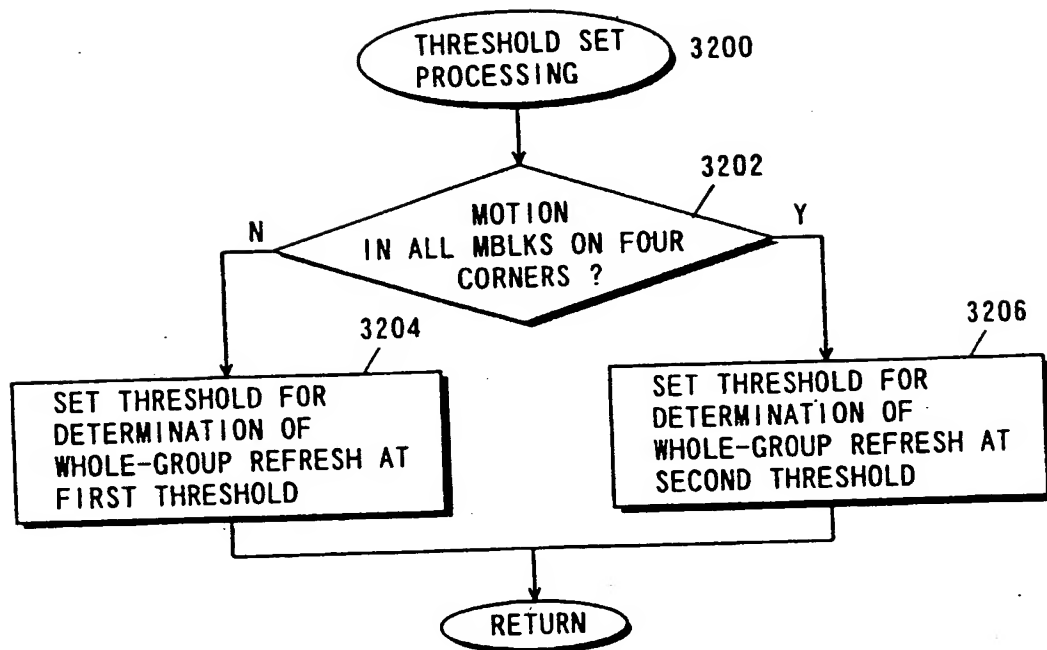 THRESHOLD SET
PROCESSING
3200
3202
MOTION
IN ALL MBLKS ON FOUR
CORNERS ?
N
Y
3204
3206
SET THRESHOLD FOR
DETERMINATION OF
WHOLE-GROUP REFRESH AT
FIRST THRESHOLD
SET THRESHOLD FOR
DETERMINATION OF
WHOLE-GROUP REFRESH AT
SECOND THRESHOLD
RETURN